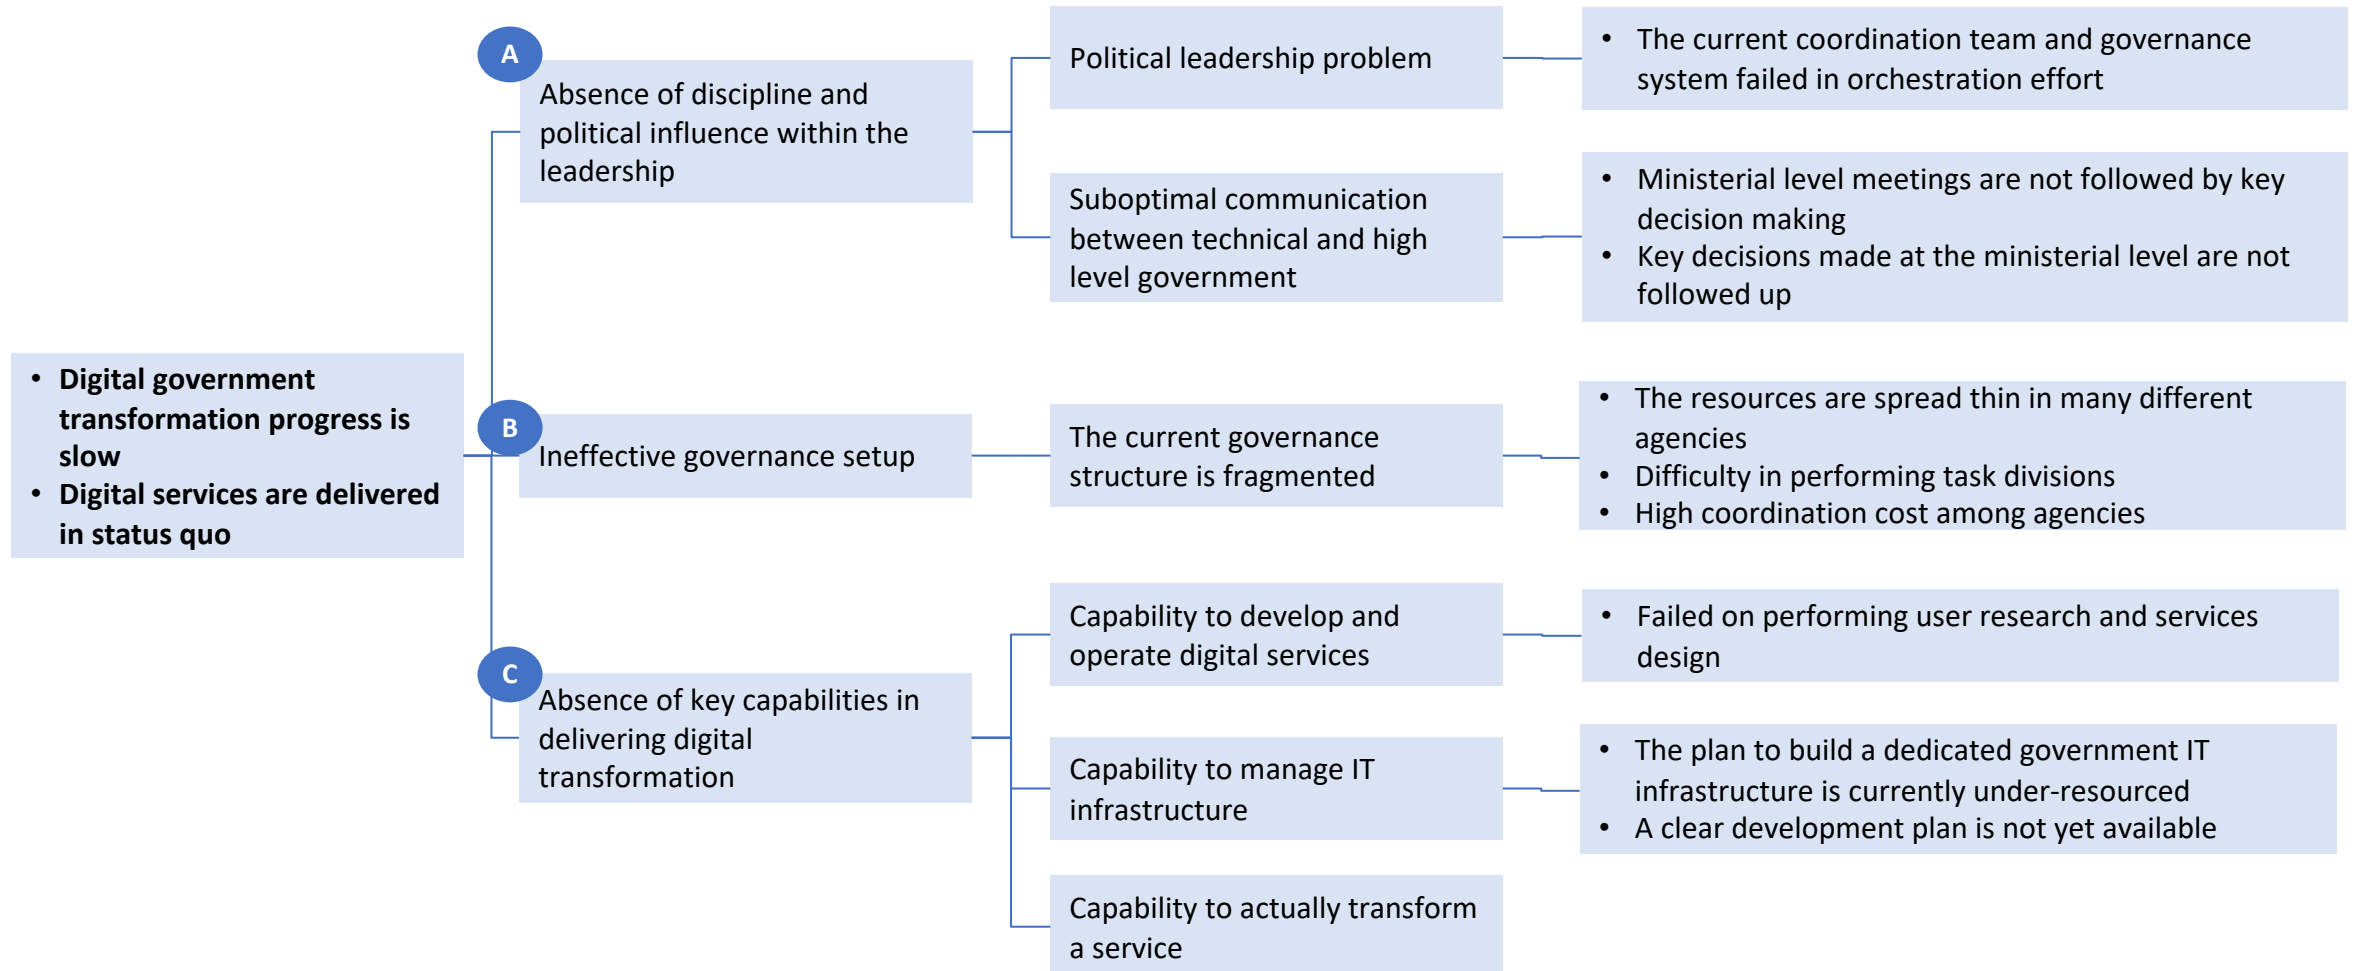 • Digital government
transformation progress is
slow
• Digital services are delivered
in status quo
A
Absence of discipline and
political influence within the
leadership
Political leadership problem
• The current coordination team and governance
system failed in orchestration effort
Suboptimal communication
between technical and high
level government
• Ministerial level meetings are not followed by key
decision making
• Key decisions made at the ministerial level are not
followed up
B
Ineffective governance setup
The current governance
structure is fragmented
• The resources are spread thin in many different
agencies
• Difficulty in performing task divisions
• High coordination cost among agencies
C
Absence of key capabilities in
delivering digital
transformation
Capability to develop and
operate digital services
• Failed on performing user research and services
design
Capability to manage IT
infrastructure
• The plan to build a dedicated government IT
infrastructure is currently under-resourced
• A clear development plan is not yet available
Capability to actually transform
a service